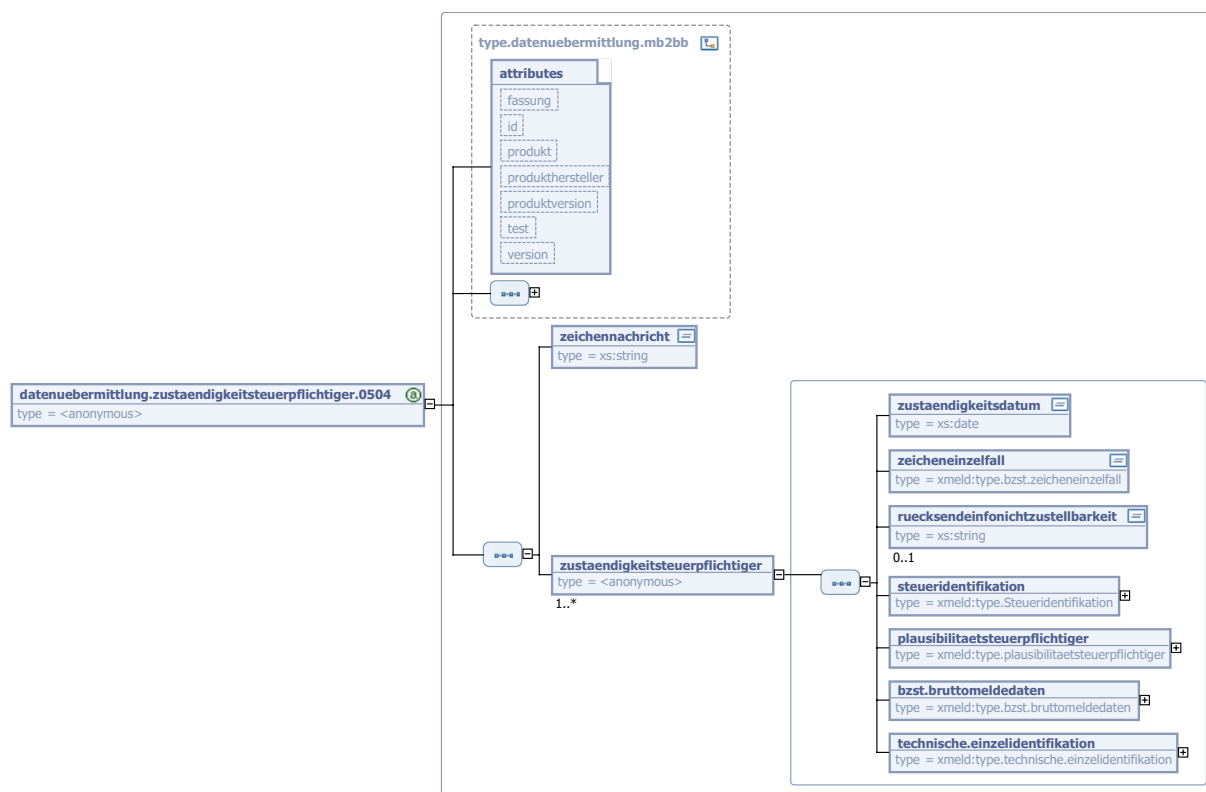 type.datenuebermittlung.mb2bb
attributes
fassung
id
produkt
produkthersteller
produktversion
test
version
zeichennachricht
type = xs:string
datenuebermittlung.zustaendigkeitsteuerpflichtiger.0504
a
type = <anonymous>
zustaendigkeitsteuerpflichtiger
type = <anonymous>
1..*
zustaendigkeitsdatum
type = xs:date
zeicheneinzelfall
type = xmeld:type.bzst.zeicheneinzelfall
ruecksendeinfonichtzustellbarkeit
type = xs:string
0..1
steueridentifikation
type = xmeld:type.Steueridentifikation
plausibilitaetsteuerpflichtiger
type = xmeld:type.plausibilitaetsteuerpflichtiger
bzst.bruttomeldedaten
type = xmeld:type.bzst.bruttomeldedaten
technische.einzelidentifikation
type = xmeld:type.technische.einzelidentifikation